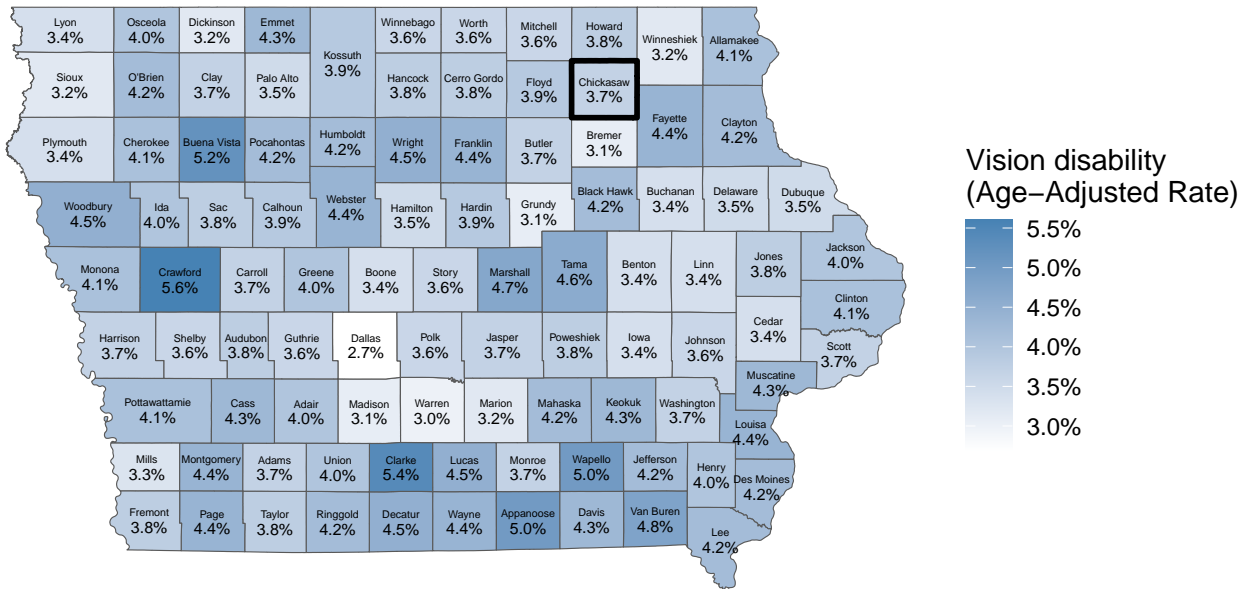 Lyon
3.4%
Osceola
4.0%
Dickinson
3.2%
Emmet
4.3%
Kossuth
3.9%
Winnebago
3.6%
Worth
3.6%
Mitchell
3.6%
Howard
3.8%
Winneshiek
3.2%
Allamakee
4.1%
Sioux
3.2%
O'Brien
4.2%
Clay
3.7%
Palo Alto
3.5%
Hancock
3.8%
Cerro Gordo
3.8%
Floyd
3.9%
Chickasaw
3.7%
Fayette
4.4%
Clayton
4.2%
Plymouth
3.4%
Cherokee
4.1%
Buena Vista
5.2%
Pocahontas
4.2%
Humboldt
4.2%
Wright
4.5%
Franklin
4.4%
Butler
3.7%
Bremer
3.1%
Woodbury
4.5%
Ida
4.0%
Sac
3.8%
Calhoun
3.9%
Webster
4.4%
Hamilton
3.5%
Hardin
3.9%
Grundy
3.1%
Black Hawk
4.2%
Buchanan
3.4%
Delaware
3.5%
Dubuque
3.5%
Monona
4.1%
Crawford
5.6%
Carroll
3.7%
Greene
4.0%
Boone
3.4%
Story
3.6%
Marshall
4.7%
Tama
4.6%
Benton
3.4%
Linn
3.4%
Jones
3.8%
Jackson
4.0%
Clinton
4.1%
Harrison
3.7%
Shelby
3.6%
Audubon
3.8%
Guthrie
3.6%
Dallas
2.7%
Polk
3.6%
Jasper
3.7%
Poweshiek
3.8%
Iowa
3.4%
Johnson
3.6%
Cedar
3.4%
Scott
3.7%
Muscatine
4.3%
Pottawattamie
4.1%
Cass
4.3%
Adair
4.0%
Madison
3.1%
Warren
3.0%
Marion
3.2%
Mahaska
4.2%
Keokuk
4.3%
Washington
3.7%
Louisa
4.4%
Mills
3.3%
Montgomery
4.4%
Adams
3.7%
Union
4.0%
Clarke
5.4%
Lucas
4.5%
Monroe
3.7%
Wapello
5.0%
Jefferson
4.2%
Henry
4.0%
Des Moines
4.2%
Fremont
3.8%
Page
4.4%
Taylor
3.8%
Ringgold
4.2%
Decatur
4.5%
Wayne
4.4%
Appanoose
5.0%
Davis
4.3%
Van Buren
4.8%
Lee
4.2%
Vision disability
(Age−Adjusted Rate)
5.5%
5.0%
4.5%
4.0%
3.5%
3.0%